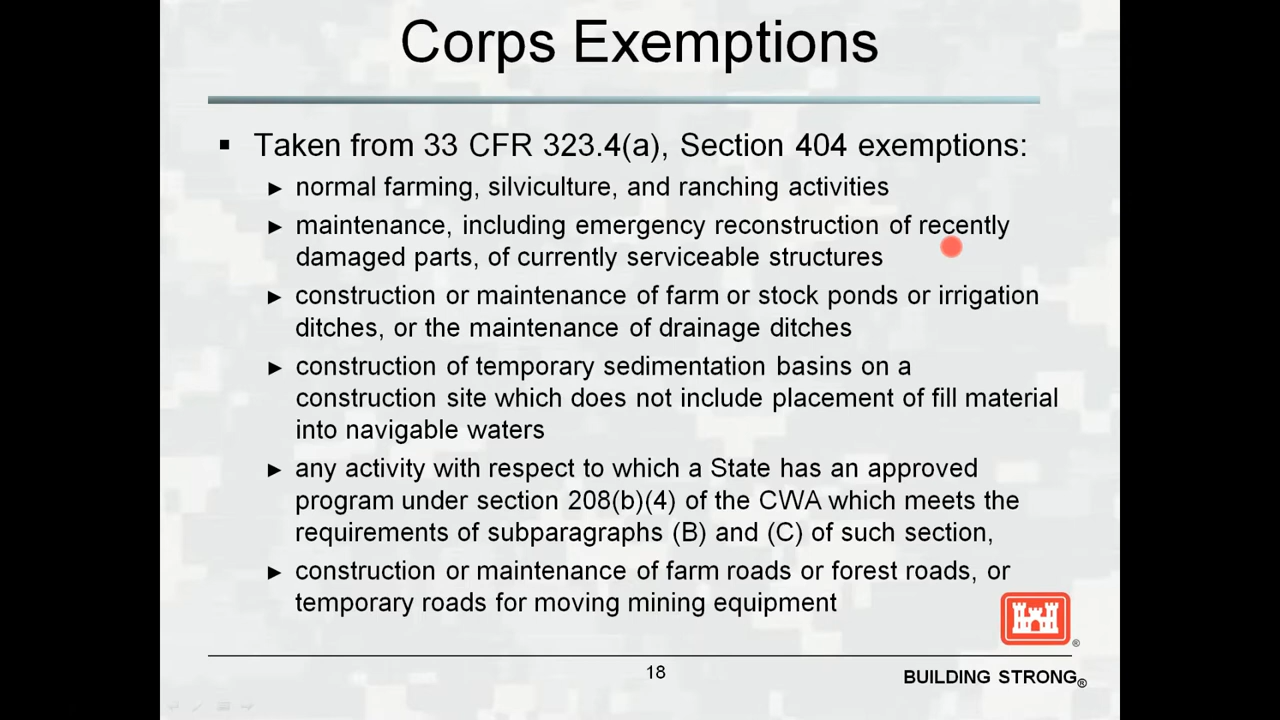 Corps Exemptions
▪ Taken from 33 CFR 323.4(a), Section 404 exemptions:
► normal farming, silviculture, and ranching activities
► maintenance, including emergency reconstruction of recently
damaged parts, of currently serviceable structures
► construction or maintenance of farm or stock ponds or irrigation
ditches, or the maintenance of drainage ditches
► construction of temporary sedimentation basins on a
construction site which does not include placement of fill material
into navigable waters
► any activity with respect to which a State has an approved
program under section 208(b)(4) of the CWA which meets the
requirements of subparagraphs (B) and (C) of such section,
► construction or maintenance of farm roads or forest roads, or
temporary roads for moving mining equipment
®
18
BUILDING STRONG®